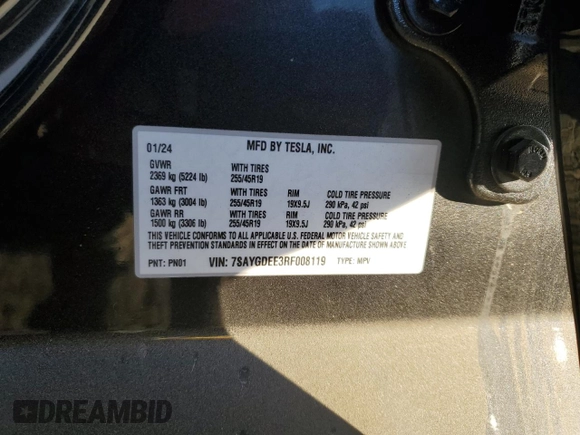 01/24 MFD BY TESLA, INC.
GVWR WITH TIRES
2369 kg (5224 lb) 255/45R19
GAWR FRT WITH TIRES RIM COLD TIRE PRESSURE
1363 kg (3004 lb) 255/45R19 19X9.5J 290 kPa, 42 psi
GAWR RR WITH TIRES RIM COLD TIRE PRESSURE
1500 kg (3306 lb) 255/45R19 19X9.5J 290 kPa, 42 psi
THIS VEHICLE CONFORMS TO ALL APPLICABLE U.S. FEDERAL MOTOR VEHICLE SAFETY AND
THEFT PREVENTION STANDARDS IN EFFECT ON THE DATE OF MANUFACTURE SHOWN ABOVE
PNT: PN01 VIN: 7SAYGDEE3RF008119 TYPE: MPV
DREAMBID